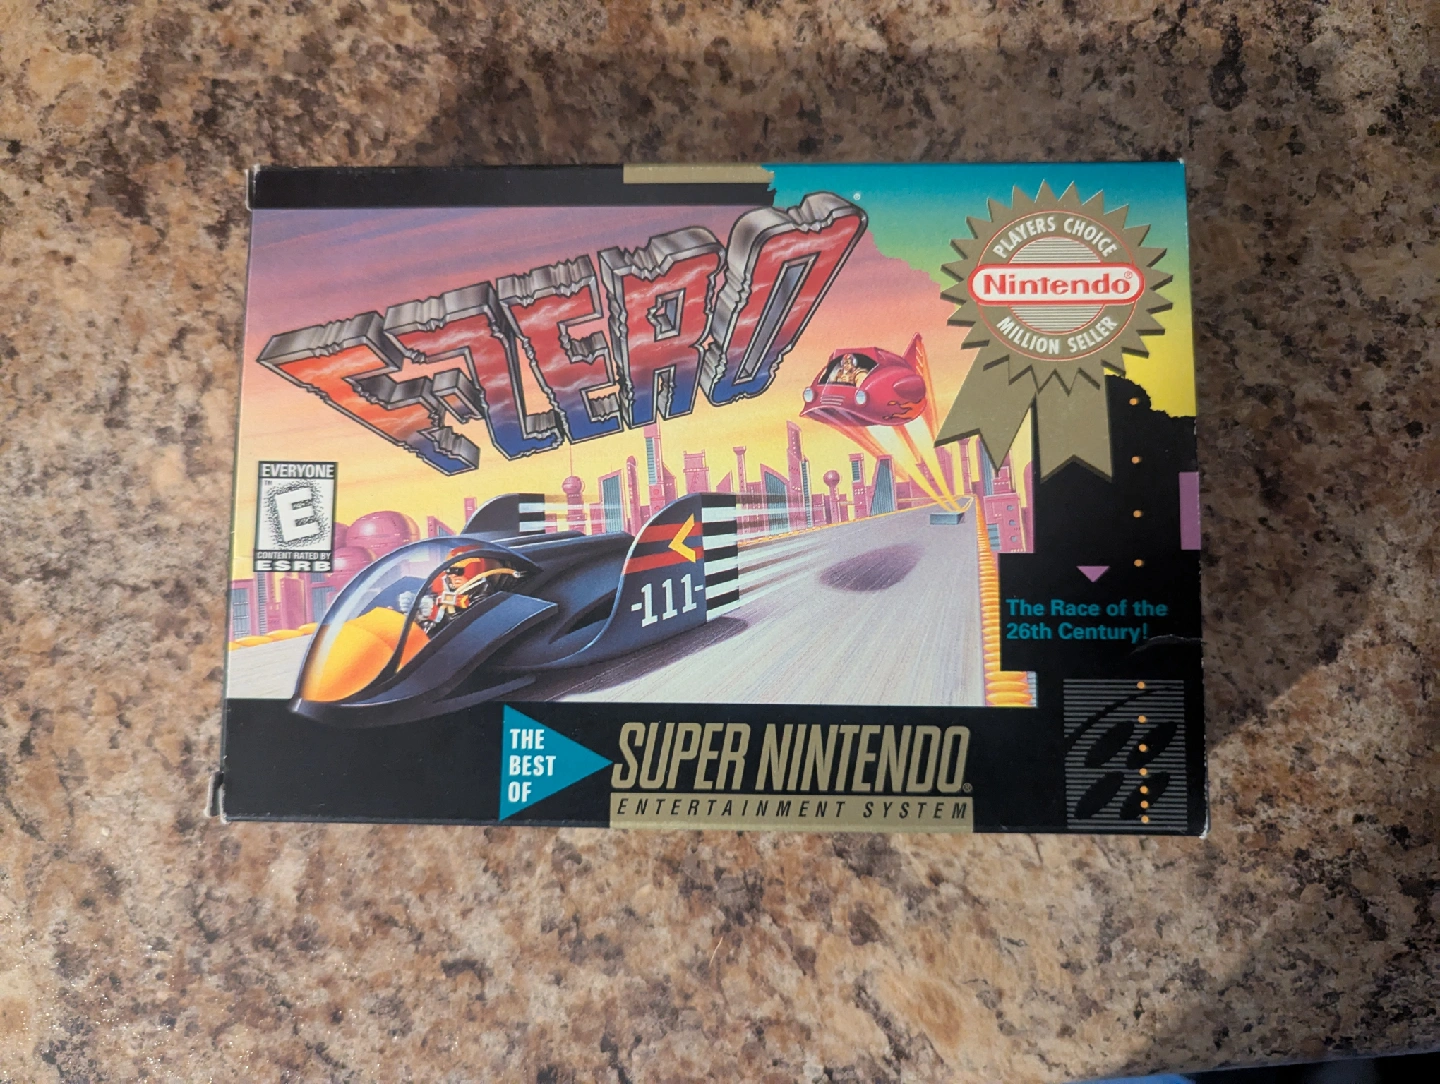 F-ZERO
PLAYERS CHOICE
Nintendo®
MILLION SELLER
EVERYONE
E
CONTENT RATED BY
ESRB
-111-
The Race of the
26th Century!
THE
BEST
OF
SUPER NINTENDO®
ENTERTAINMENT SYSTEM